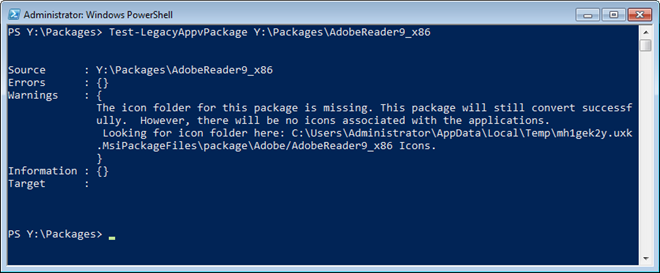 Administrator: Windows PowerShell
PS Y:\Packages> Test-LegacyAppvPackage Y:\Packages\AdobeReader9_x86
Source : Y:\Packages\AdobeReader9_x86
Errors : {}
Warnings : {
The icon folder for this package is missing. This package will still convert successf
ully. However, there will be no icons associated with the applications.
Looking for icon folder here: C:\Users\Administrator\AppData\Local\Temp\mh1gek2y.uxk
.MsiPackageFiles\package\Adobe/AdobeReader9_x86 Icons.
}
Information : {}
Target :
PS Y:\Packages>